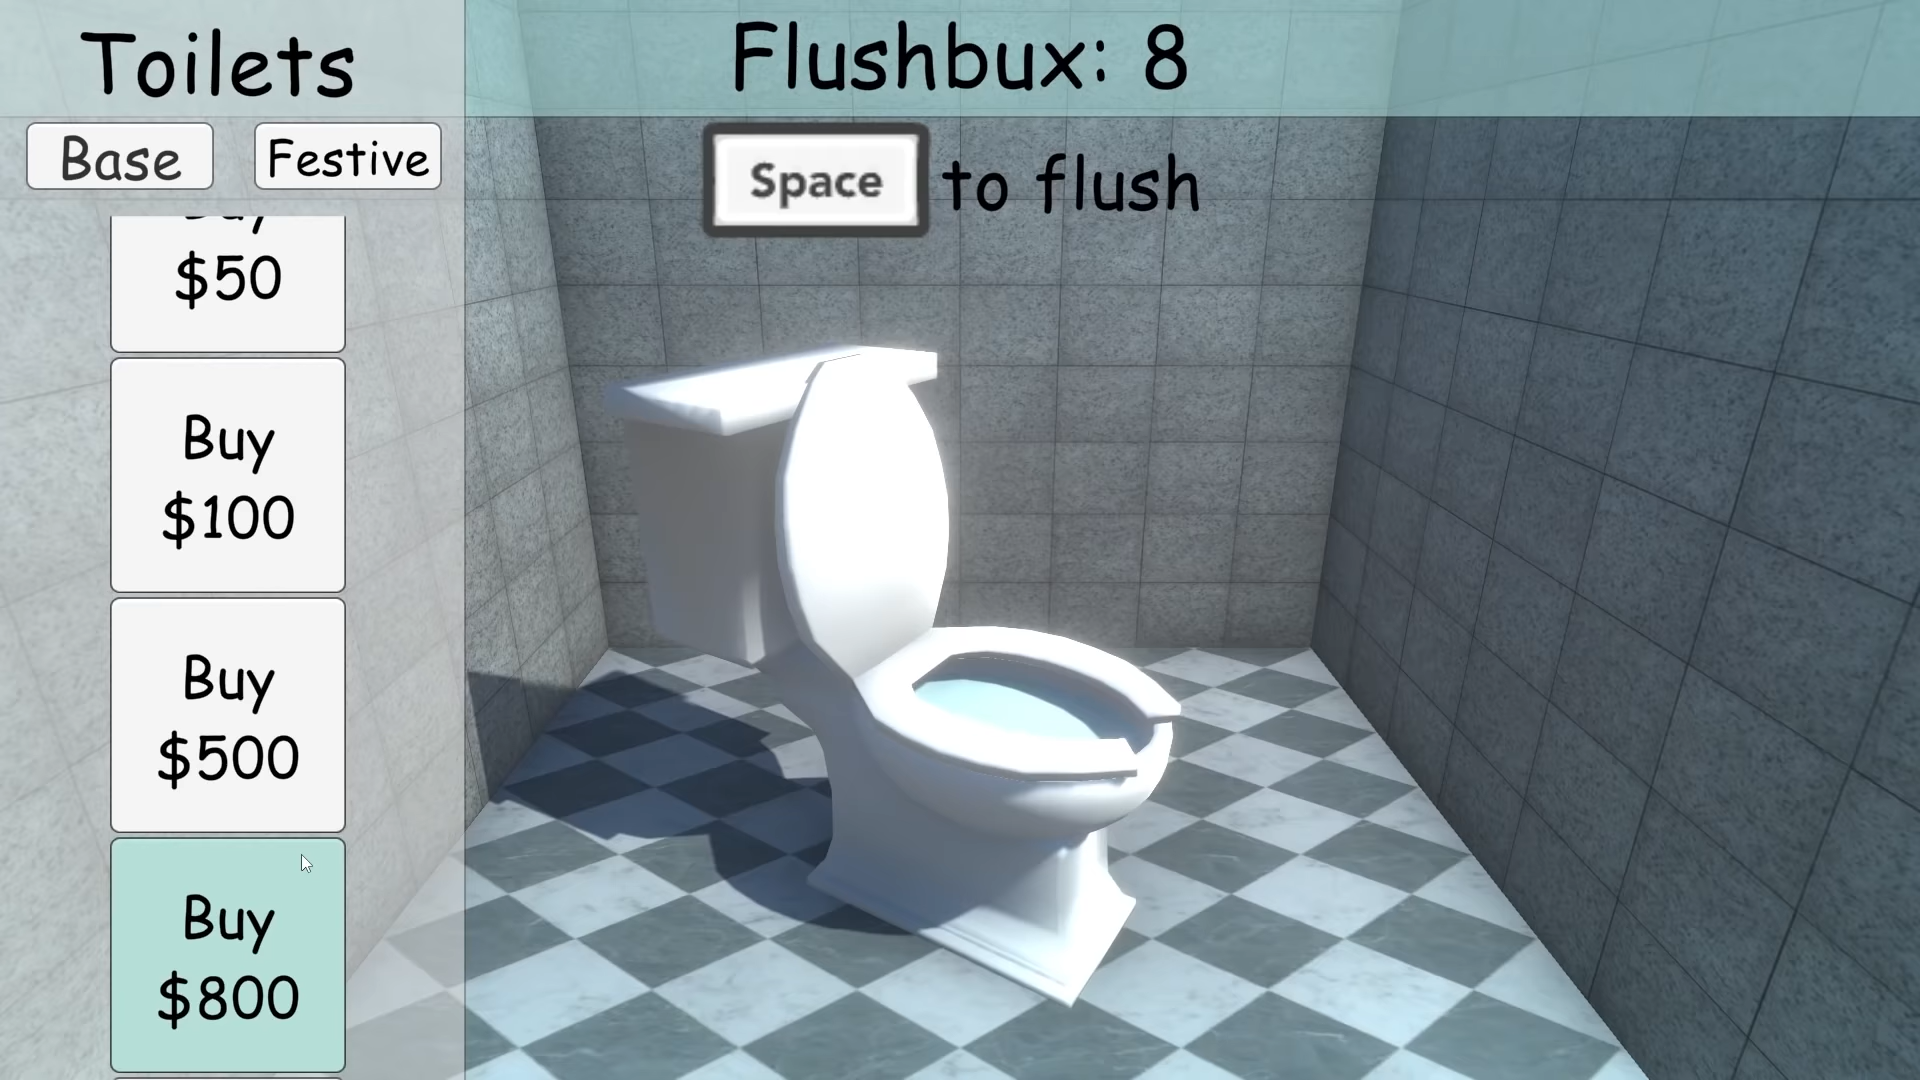 Toilets
Flushbux: 8
Base
Festive
Space to flush
$50
Buy
$100
Buy
$500
Buy
$800